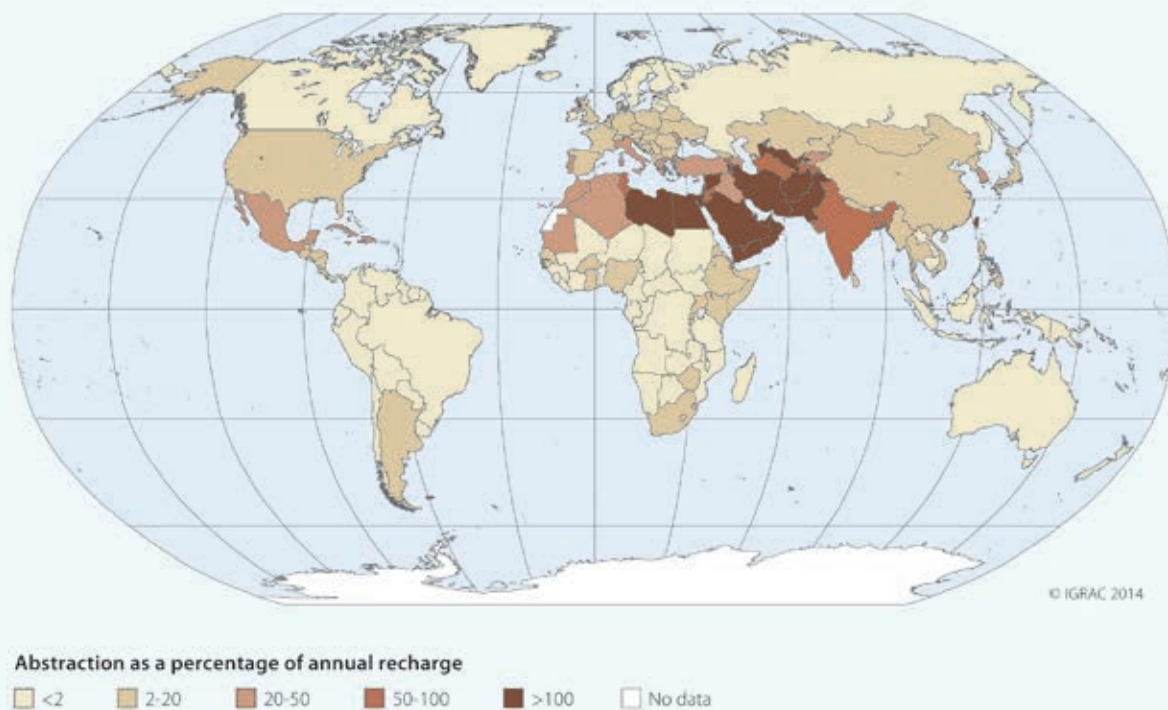 © IGRAC 2014
Abstraction as a percentage of annual recharge
<2 2-20 20-50 50-100 >100 No data